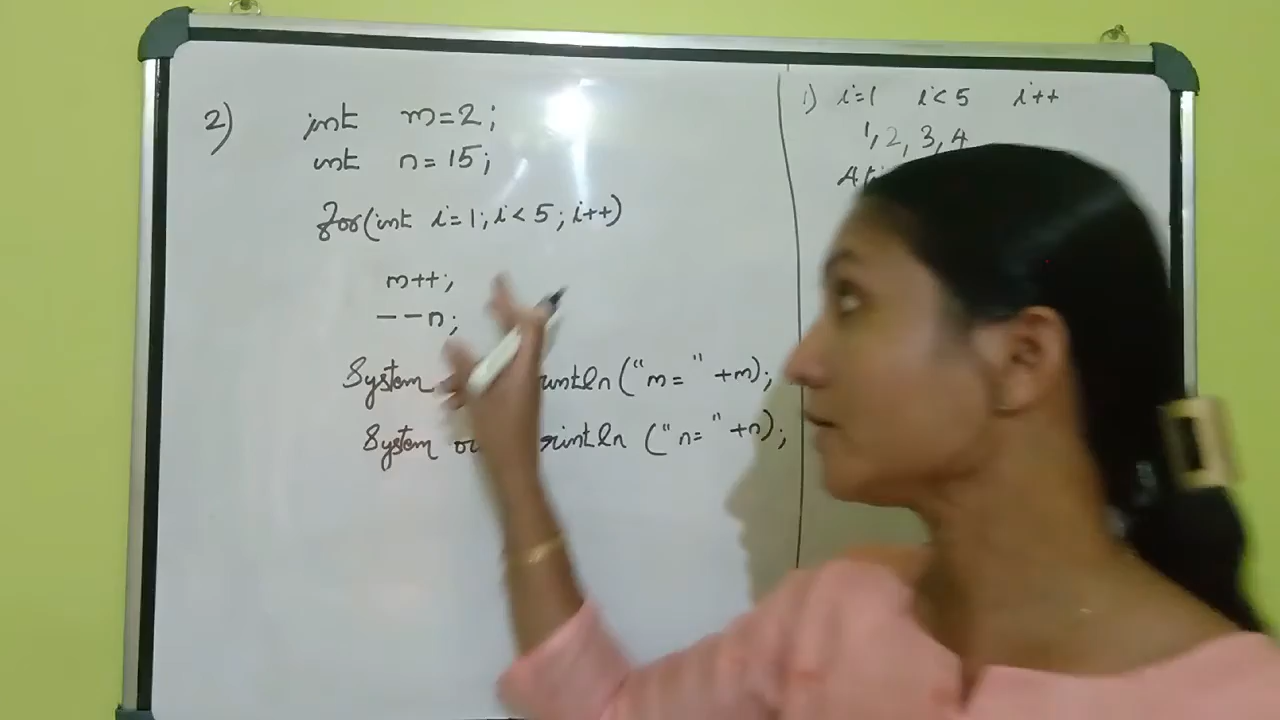 2) int m=2;
int n=15;
for(int i=1;i<5;i++)
m++;
--n;
System println("m= " +m);
System println ("n= " +n);
1) i=1 i<5 i++
1, 2, 3, 4